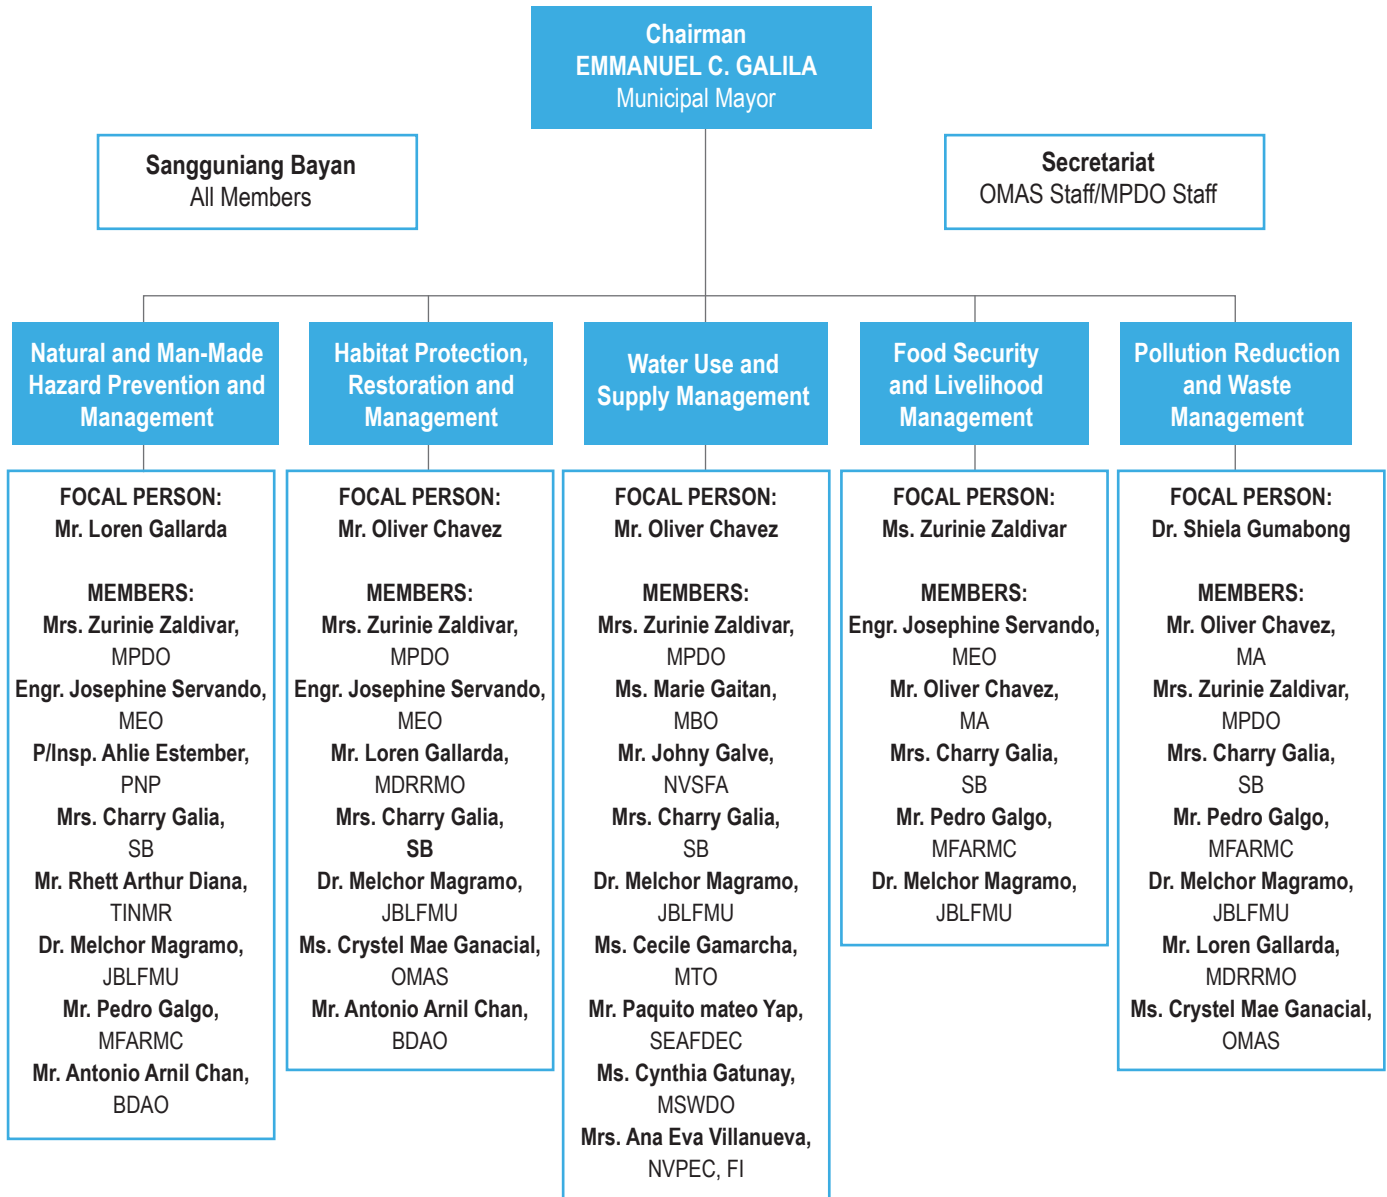 Chairman
EMMANUEL C. GALILA
Municipal Mayor
Sangguniang Bayan
All Members
Secretariat
OMAS Staff/MPDO Staff
Natural and Man-Made
Hazard Prevention and
Management
Habitat Protection,
Restoration and
Management
Water Use and
Supply Management
Food Security
and Livelihood
Management
Pollution Reduction
and Waste
Management
FOCAL PERSON:
Mr. Loren Gallarda
MEMBERS:
Mrs. Zurinie Zaldivar,
MPDO
Engr. Josephine Servando,
MEO
P/Insp. Ahlie Estember,
PNP
Mrs. Charry Galia,
SB
Mr. Rhett Arthur Diana,
TINMR
Dr. Melchor Magramo,
JBLFMU
Mr. Pedro Galgo,
MFARMC
Mr. Antonio Arnil Chan,
BDAO
FOCAL PERSON:
Mr. Oliver Chavez
MEMBERS:
Mrs. Zurinie Zaldivar,
MPDO
Engr. Josephine Servando,
MEO
Mr. Loren Gallarda,
MDRRMO
Mrs. Charry Galia,
SB
Dr. Melchor Magramo,
JBLFMU
Ms. Crystel Mae Ganacial,
OMAS
Mr. Antonio Arnil Chan,
BDAO
FOCAL PERSON:
Mr. Oliver Chavez
MEMBERS:
Mrs. Zurinie Zaldivar,
MPDO
Ms. Marie Gaitan,
MBO
Mr. Johny Galve,
NVSFA
Mrs. Charry Galia,
SB
Dr. Melchor Magramo,
JBLFMU
Ms. Cecile Gamarcha,
MTO
Mr. Paquito mateo Yap,
SEAFDEC
Ms. Cynthia Gatunay,
MSWDO
Mrs. Ana Eva Villanueva,
NVPEC, FI
FOCAL PERSON:
Ms. Zurinie Zaldivar
MEMBERS:
Engr. Josephine Servando,
MEO
Mr. Oliver Chavez,
MA
Mrs. Charry Galia,
SB
Mr. Pedro Galgo,
MFARMC
Dr. Melchor Magramo,
JBLFMU
FOCAL PERSON:
Dr. Shiela Gumabong
MEMBERS:
Mr. Oliver Chavez,
MA
Mrs. Zurinie Zaldivar,
MPDO
Mrs. Charry Galia,
SB
Mr. Pedro Galgo,
MFARMC
Dr. Melchor Magramo,
JBLFMU
Mr. Loren Gallarda,
MDRRMO
Ms. Crystel Mae Ganacial,
OMAS